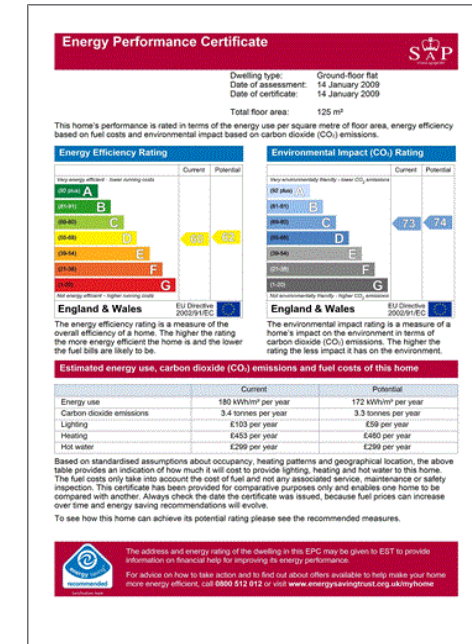 Energy Performance Certificate
SAP
Dwelling type: Ground-floor flat
Date of assessment: 14 January 2009
Date of certificate: 14 January 2009
Total floor area: 125 m²
This home's performance is rated in terms of the energy use per square metre of floor area, energy efficiency
based on fuel costs and environmental impact based on carbon dioxide (CO₂) emissions.
Energy Efficiency Rating
Current Potential
Very energy efficient - lower running costs
(92 plus) A
(81-91) B
(69-80) C
(55-68) D
(39-54) E
(21-38) F
(1-20) G
Not energy efficient - higher running costs
England & Wales
EU Directive
2002/91/EC
The energy efficiency rating is a measure of the
overall efficiency of a home. The higher the rating
the more energy efficient the home is and the lower
the fuel bills are likely to be.
Environmental Impact (CO₂) Rating
Current Potential
Very environmentally friendly - lower CO₂ emissions
(92 plus) A
(81-91) B
(69-80) C
(55-68) D
(39-54) E
(21-38) F
(1-20) G
73 74
Not environmentally friendly - higher CO₂ emissions
England & Wales
EU Directive
2002/91/EC
The environmental impact rating is a measure of a
home's impact on the environment in terms of
carbon dioxide (CO₂) emissions. The higher the
rating the less impact it has on the environment.
Estimated energy use, carbon dioxide (CO₂) emissions and fuel costs of this home
Current Potential
Energy use 180 kWh/m² per year 172 kWh/m² per year
Carbon dioxide emissions 3.4 tonnes per year 3.3 tonnes per year
Lighting £103 per year £59 per year
Heating £453 per year £460 per year
Hot water £299 per year £299 per year
Based on standardised assumptions about occupancy, heating patterns and geographical location, the above
table provides an indication of how much it will cost to provide lighting, heating and hot water to this home.
The fuel costs only take into account the cost of fuel and not any associated service, maintenance or safety
inspection. This certificate has been provided for comparative purposes only and enables one home to be
compared with another. Always check the date the certificate was issued, because fuel prices can increase
over time and energy saving recommendations will evolve.
To see how this home can achieve its potential rating please see the recommended measures.
energy saving
recommended
Certification mark
The address and energy rating of the dwelling in this EPC may be given to EST to provide
information on financial help for improving its energy performance.
For advice on how to take action and to find out about offers available to help make your home
more energy efficient, call 0800 512 012 or visit www.energysavingtrust.org.uk/myhome